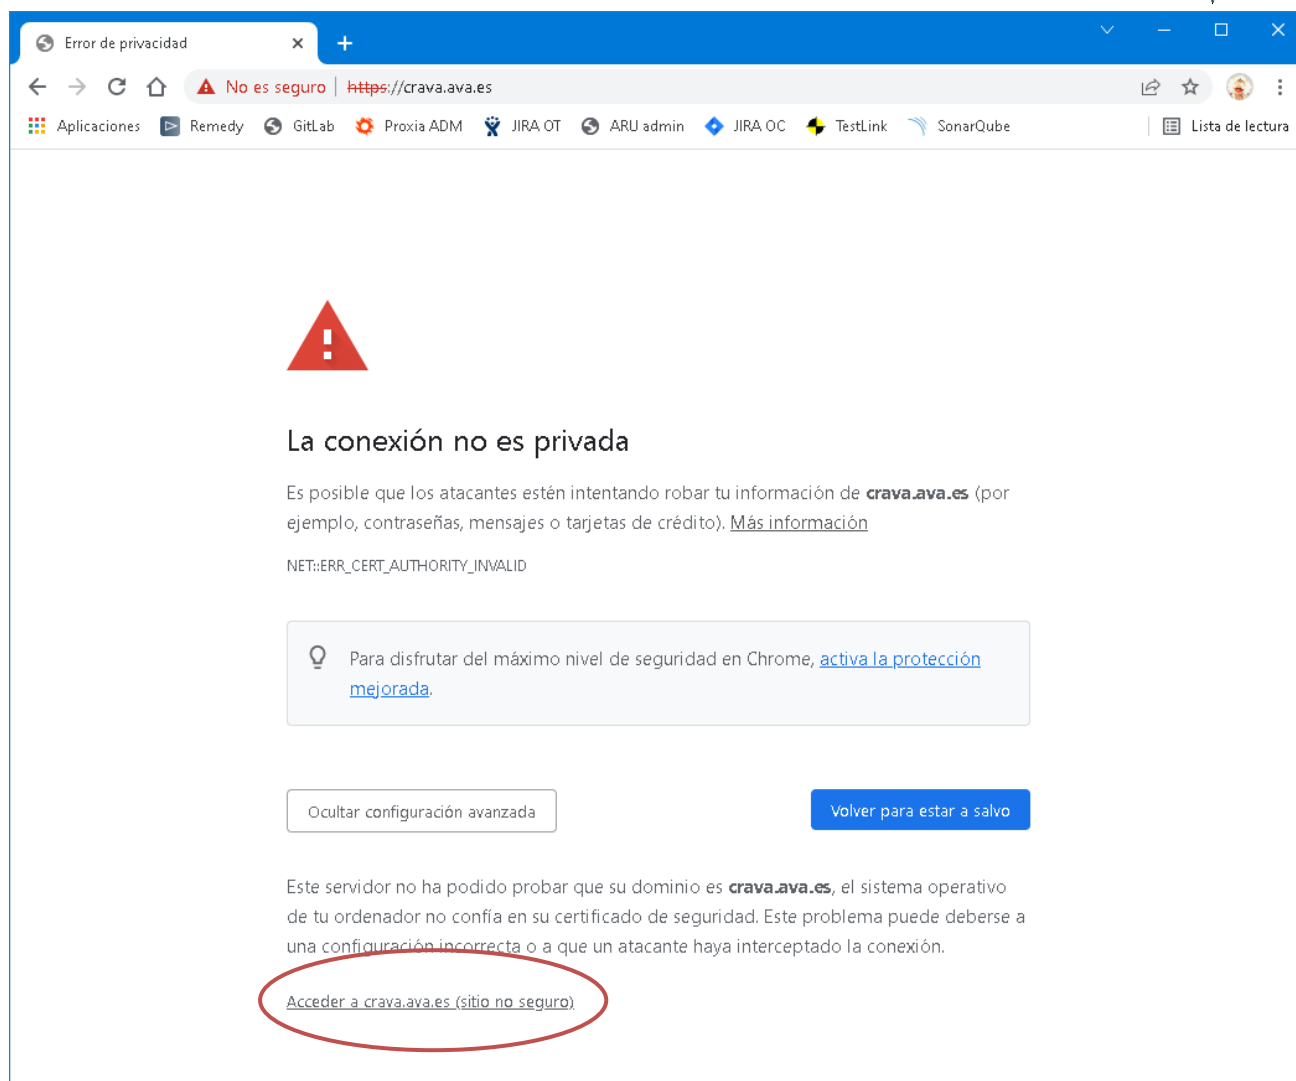 Error de privacidad
No es seguro | https://crava.ava.es
Aplicaciones Remedy GitLab Proxia ADM JIRA OT ARU admin JIRA OC TestLink SonarQube Lista de lectura
La conexión no es privada
Es posible que los atacantes estén intentando robar tu información de crava.ava.es (por
ejemplo, contraseñas, mensajes o tarjetas de crédito). Más información
NET::ERR_CERT_AUTHORITY_INVALID
Para disfrutar del máximo nivel de seguridad en Chrome, activa la protección
mejorada.
Ocultar configuración avanzada Volver para estar a salvo
Este servidor no ha podido probar que su dominio es crava.ava.es, el sistema operativo
de tu ordenador no confía en su certificado de seguridad. Este problema puede deberse a
una configuración incorrecta o a que un atacante haya interceptado la conexión.
Acceder a crava.ava.es (sitio no seguro)